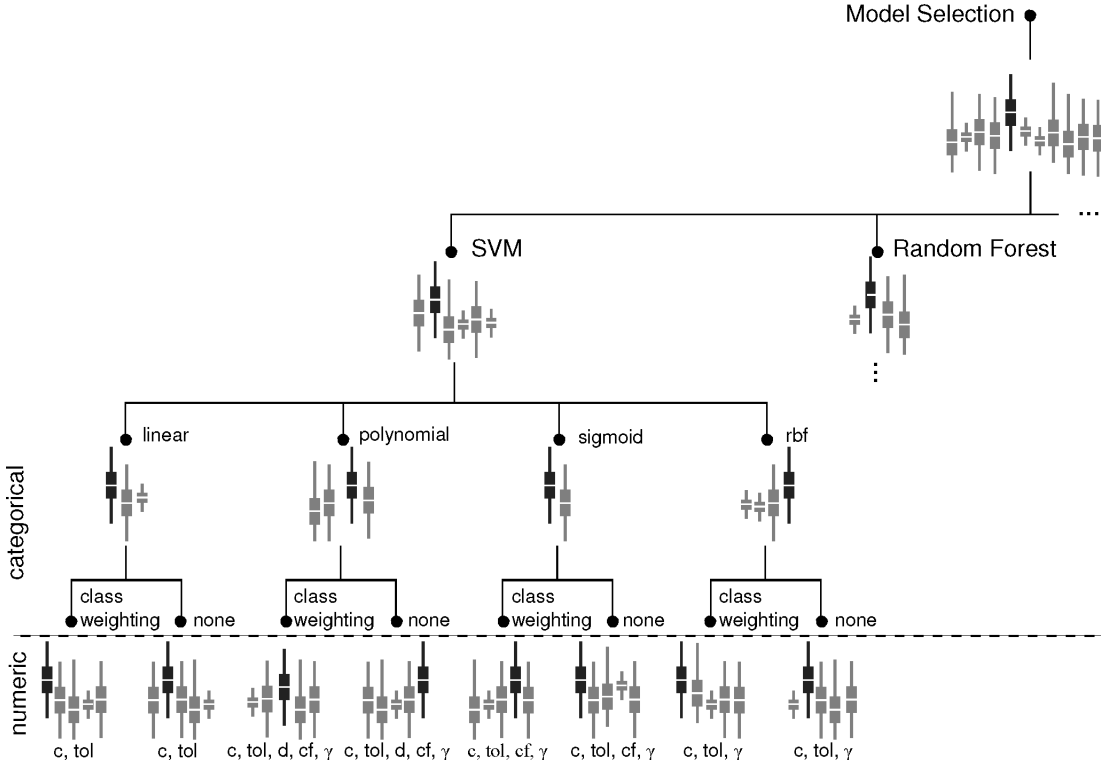 Model Selection
...
SVM
Random Forest
...
linear
polynomial
sigmoid
rbf
categorical
class
weighting
none
class
weighting
none
class
weighting
none
class
weighting
none
numeric
c, tol
c, tol
c, tol, d, cf, γ
c, tol, d, cf, γ
c, tol, cf, γ
c, tol, cf, γ
c, tol, γ
c, tol, γ